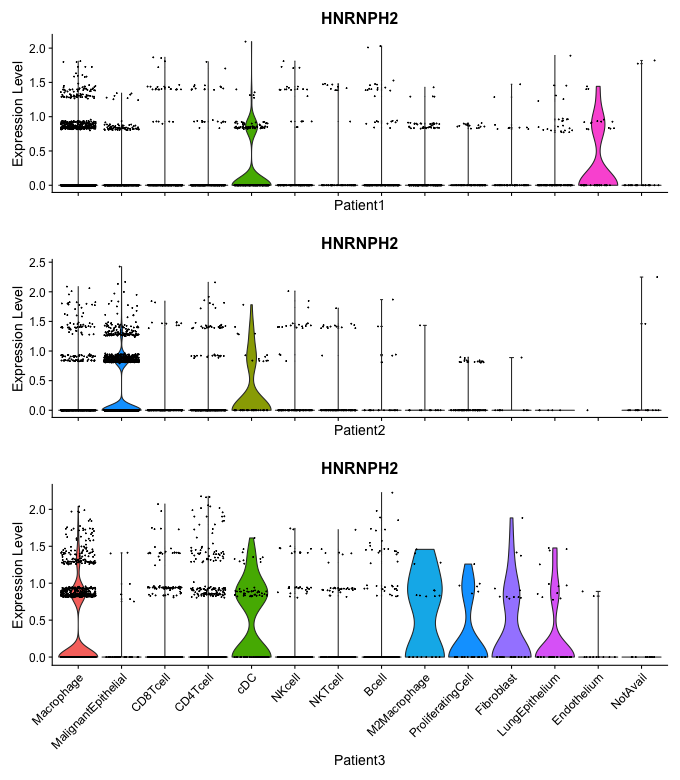 HNRNPH2
Expression Level
2.0
1.5
1.0
0.5
0.0
Patient1
HNRNPH2
Expression Level
2.5
2.0
1.5
1.0
0.5
0.0
Patient2
HNRNPH2
Expression Level
2.0
1.5
1.0
0.5
0.0
Macrophage
MalignantEpithelial
CD8Tcell
CD4Tcell
cDC
NKcell
NKTcell
Bcell
M2Macrophage
ProliferatingCell
Fibroblast
LungEpithelium
Endothelium
NotAvail
Patient3